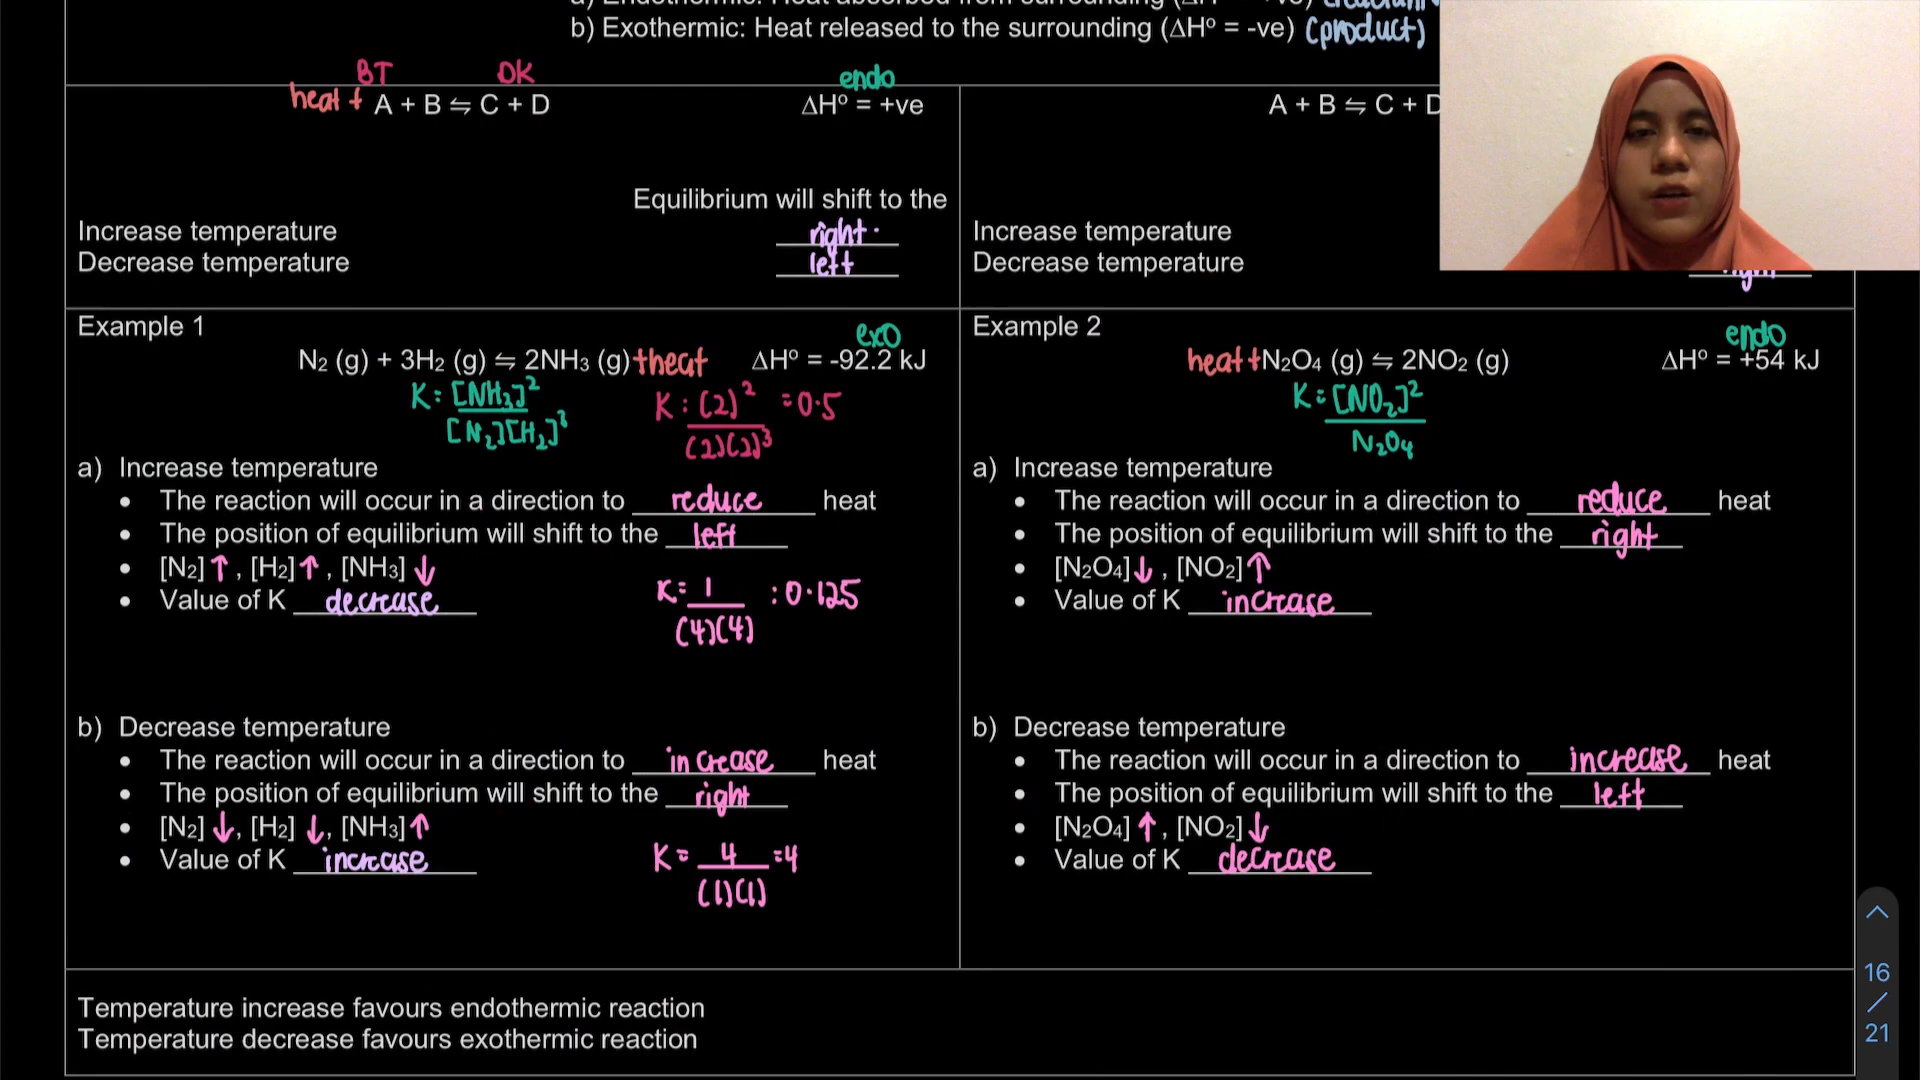 b) Exothermic: Heat released to the surrounding (ΔHº = -ve) (product)
BT DK endo
heat + A + B ⇋ C + D ΔHº = +ve
Equilibrium will shift to the
Increase temperature right.
Decrease temperature left
A + B ⇋ C + D
Increase temperature
Decrease temperature
Example 1
exo
N2 (g) + 3H2 (g) ⇋ 2NH3 (g) + heat ΔHº = -92.2 kJ
K = [NH3]² / [N2][H2]³ K : (2)² / (2)(2)³ = 0.5
a) Increase temperature
• The reaction will occur in a direction to reduce heat
• The position of equilibrium will shift to the left
• [N2] ↑ , [H2] ↑ , [NH3] ↓
• Value of K decrease
K = 1 / (4)(4) : 0.125
b) Decrease temperature
• The reaction will occur in a direction to increase heat
• The position of equilibrium will shift to the right
• [N2] ↓, [H2] ↓, [NH3] ↑
• Value of K increase
K = 4 / (1)(1) = 4
Example 2
endo
heat + N2O4 (g) ⇋ 2NO2 (g) ΔHº = +54 kJ
K = [NO2]² / N2O4
a) Increase temperature
• The reaction will occur in a direction to reduce heat
• The position of equilibrium will shift to the right
• [N2O4] ↓ , [NO2] ↑
• Value of K increase
b) Decrease temperature
• The reaction will occur in a direction to increase heat
• The position of equilibrium will shift to the left
• [N2O4] ↑ , [NO2] ↓
• Value of K decrease
Temperature increase favours endothermic reaction
Temperature decrease favours exothermic reaction
16
/
21